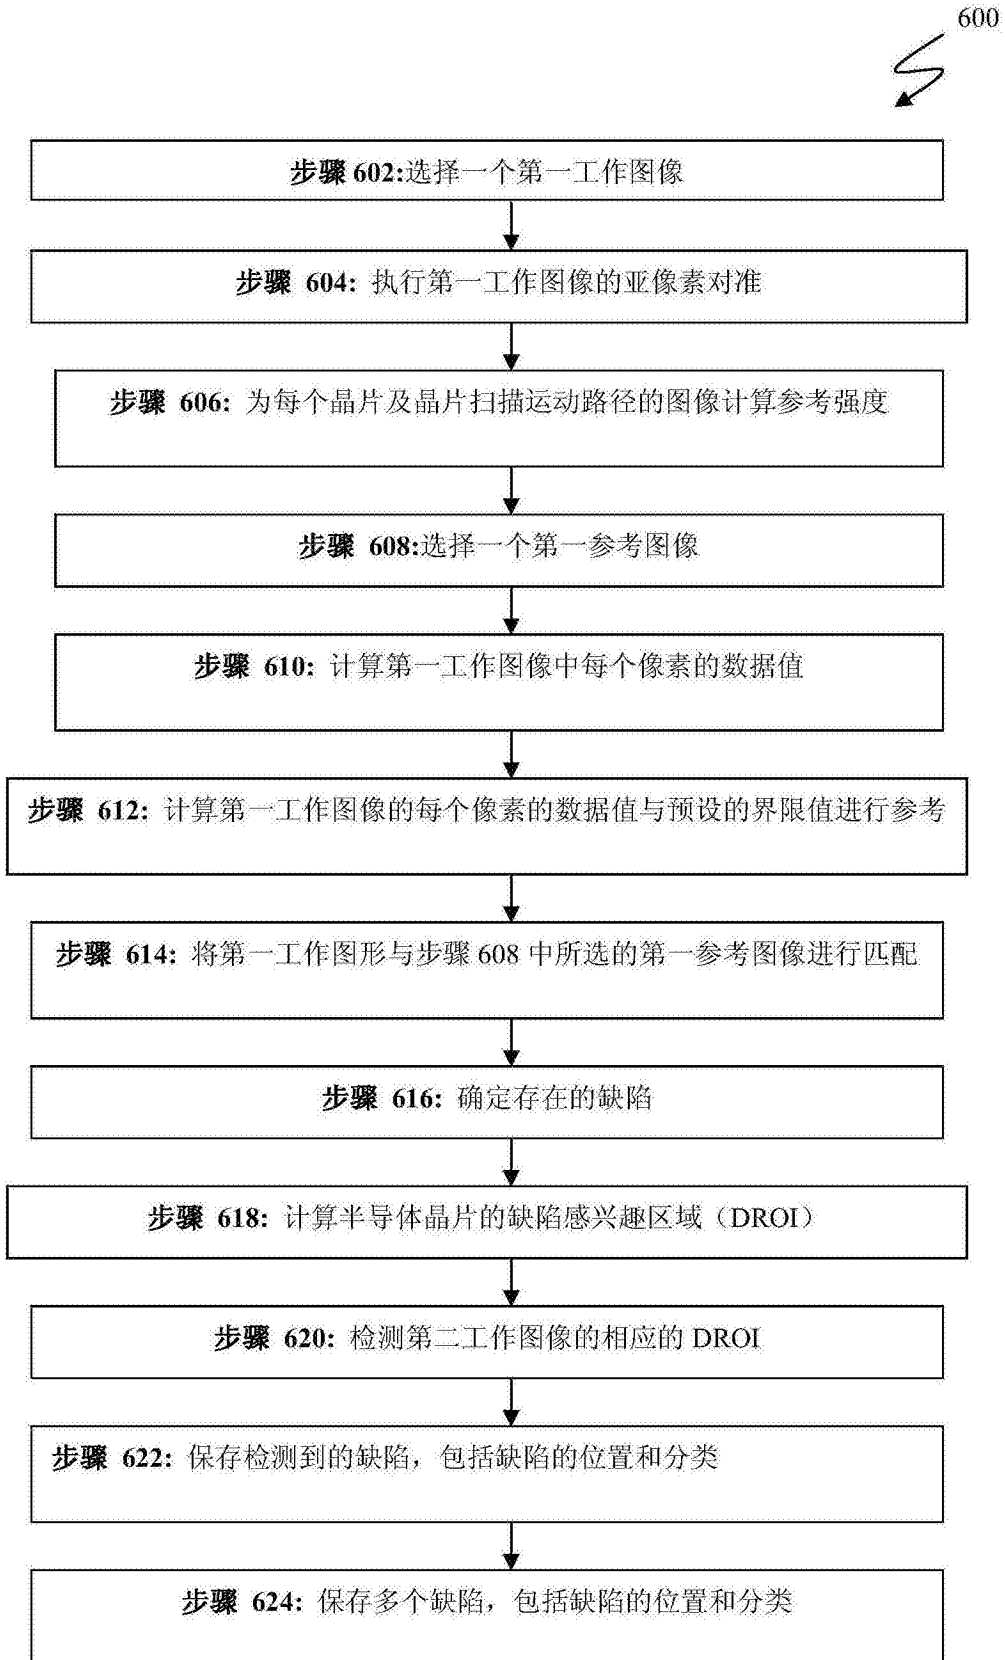 600
步骤602:选择一个第一工作图像
步骤 604: 执行第一工作图像的亚像素对准
步骤 606: 为每个晶片及晶片扫描运动路径的图像计算参考强度
步骤 608:选择一个第一参考图像
步骤 610: 计算第一工作图像中每个像素的数据值
步骤 612: 计算第一工作图像的每个像素的数据值与预设的界限值进行参考
步骤 614: 将第一工作图形与步骤 608 中所选的第一参考图像进行匹配
步骤 616: 确定存在的缺陷
步骤 618: 计算半导体晶片的缺陷感兴趣区域（DROI）
步骤 620: 检测第二工作图像的相应的 DROI
步骤 622: 保存检测到的缺陷，包括缺陷的位置和分类
步骤 624: 保存多个缺陷，包括缺陷的位置和分类